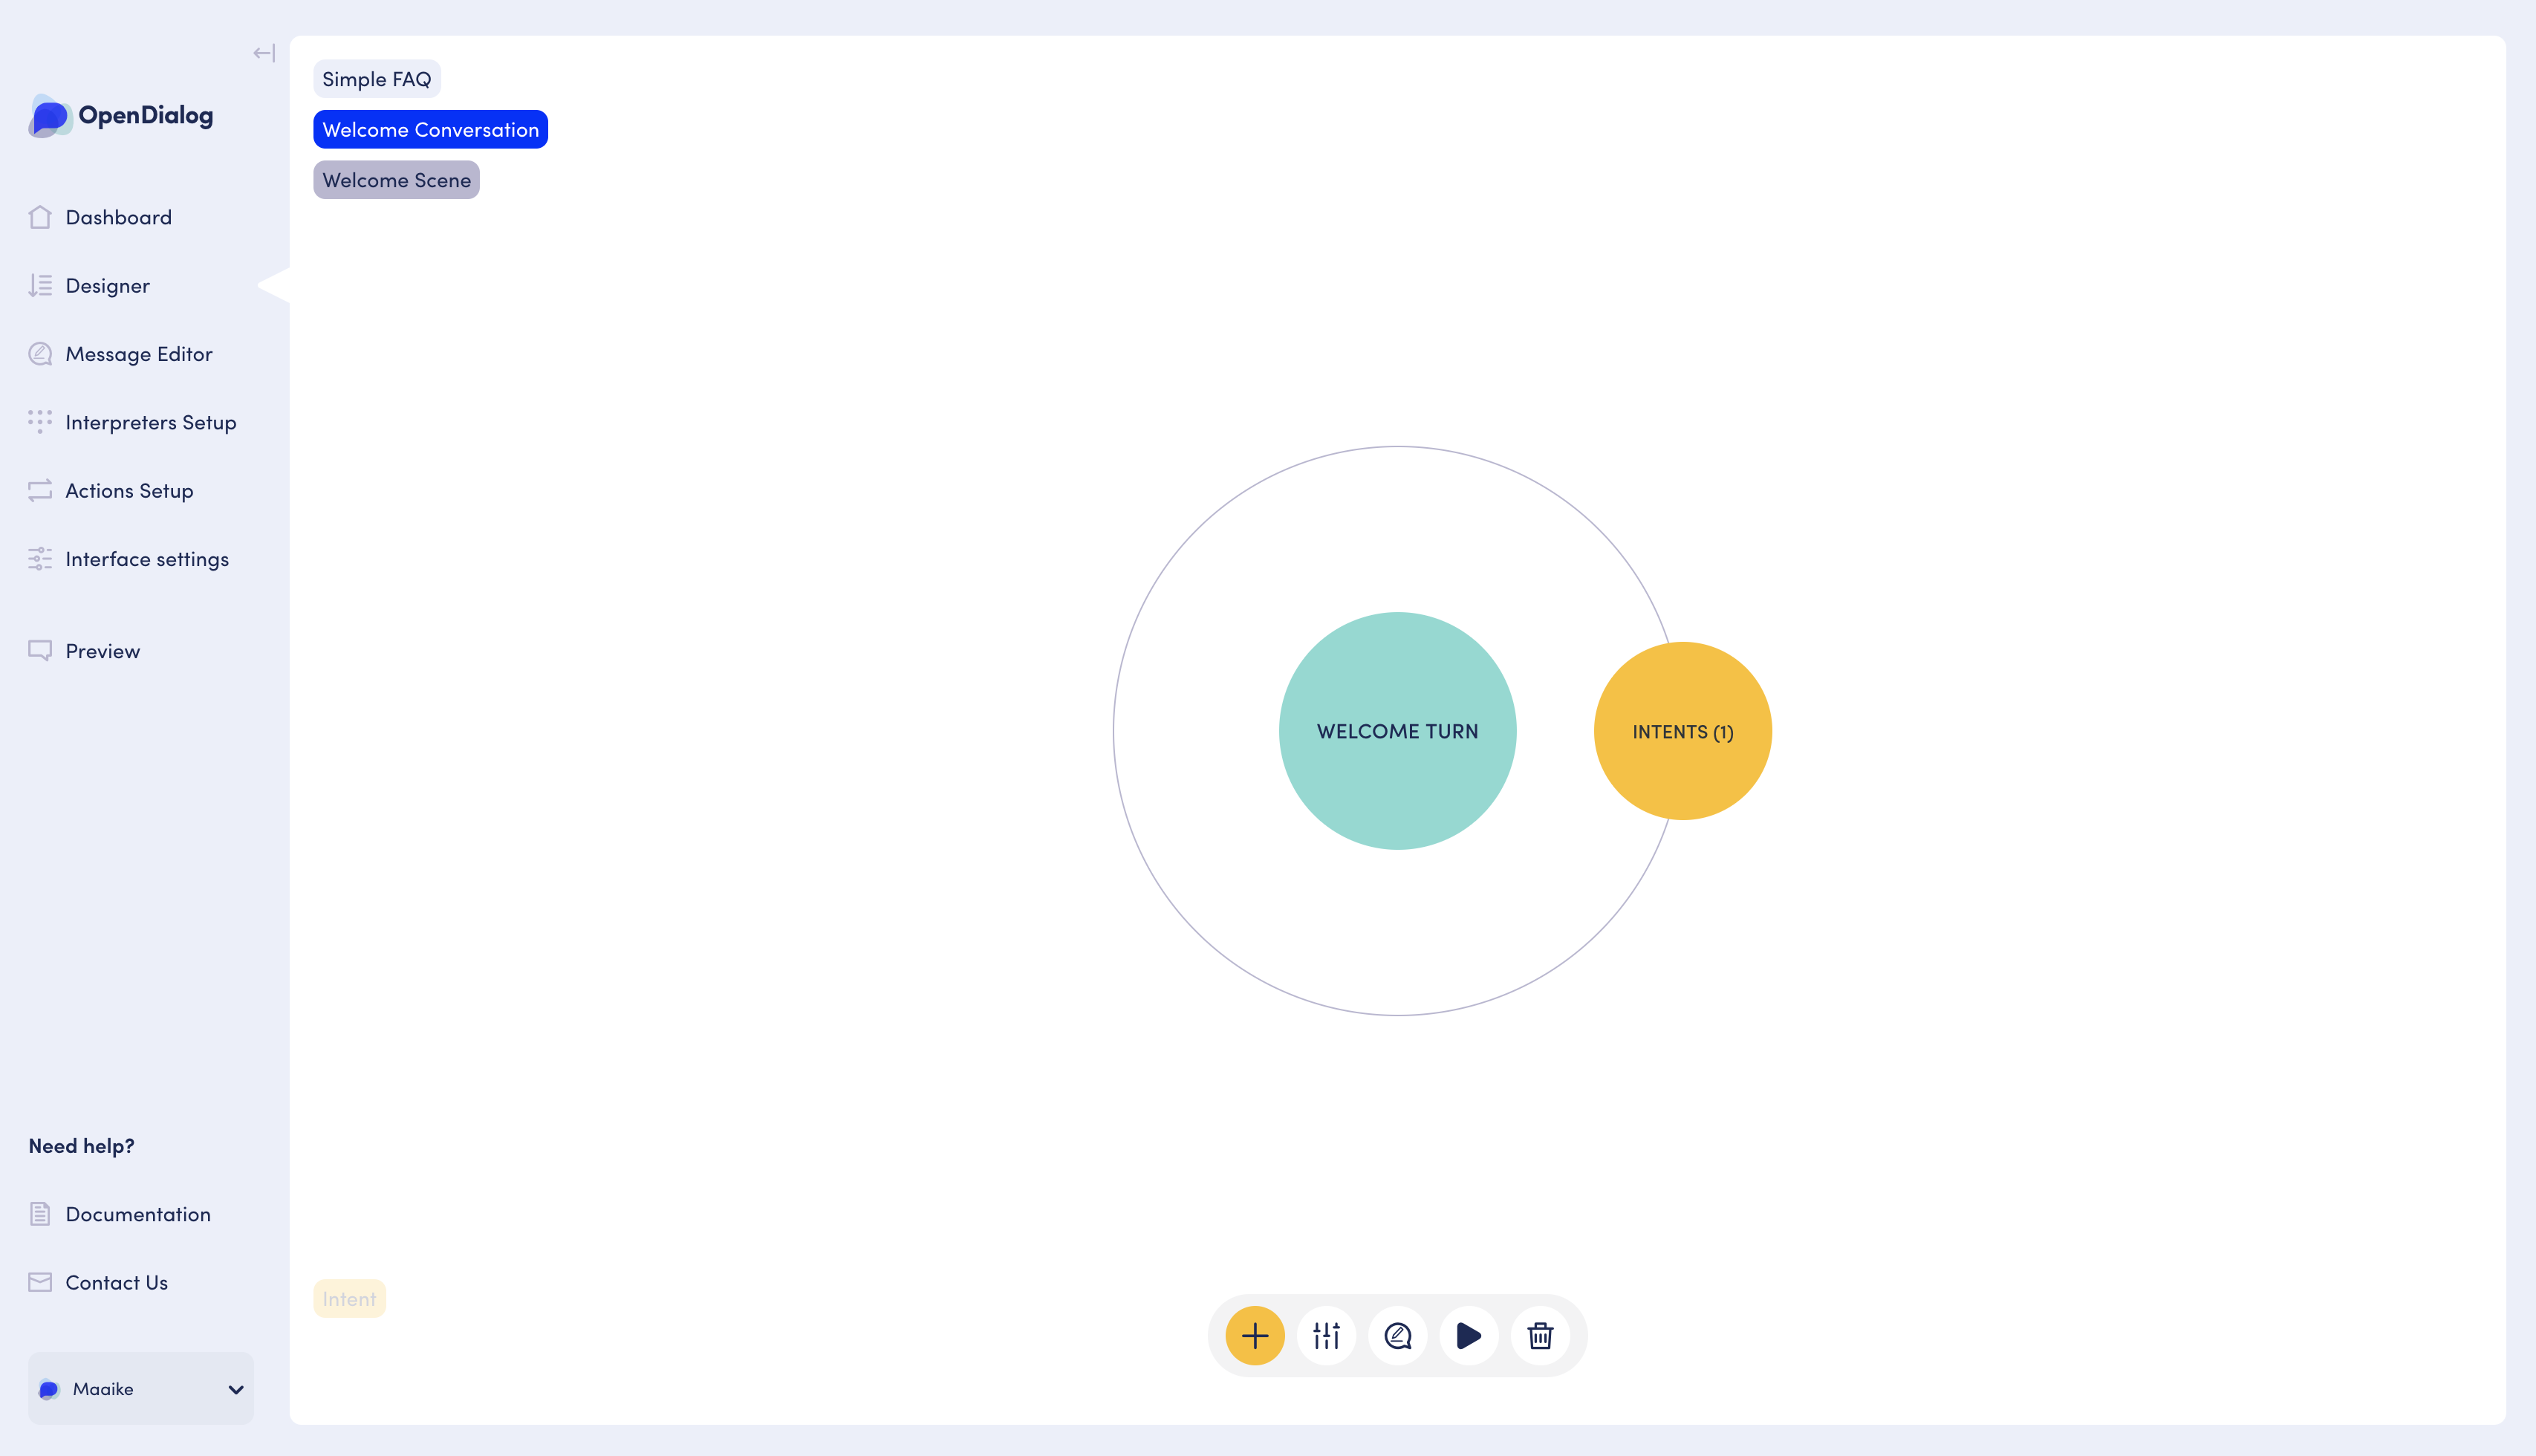 OpenDialog
Dashboard
Designer
Message Editor
Interpreters Setup
Actions Setup
Interface settings
Preview
Need help?
Documentation
Contact Us
Maaike
Simple FAQ
Welcome Conversation
Welcome Scene
WELCOME TURN
INTENTS (1)
Intent